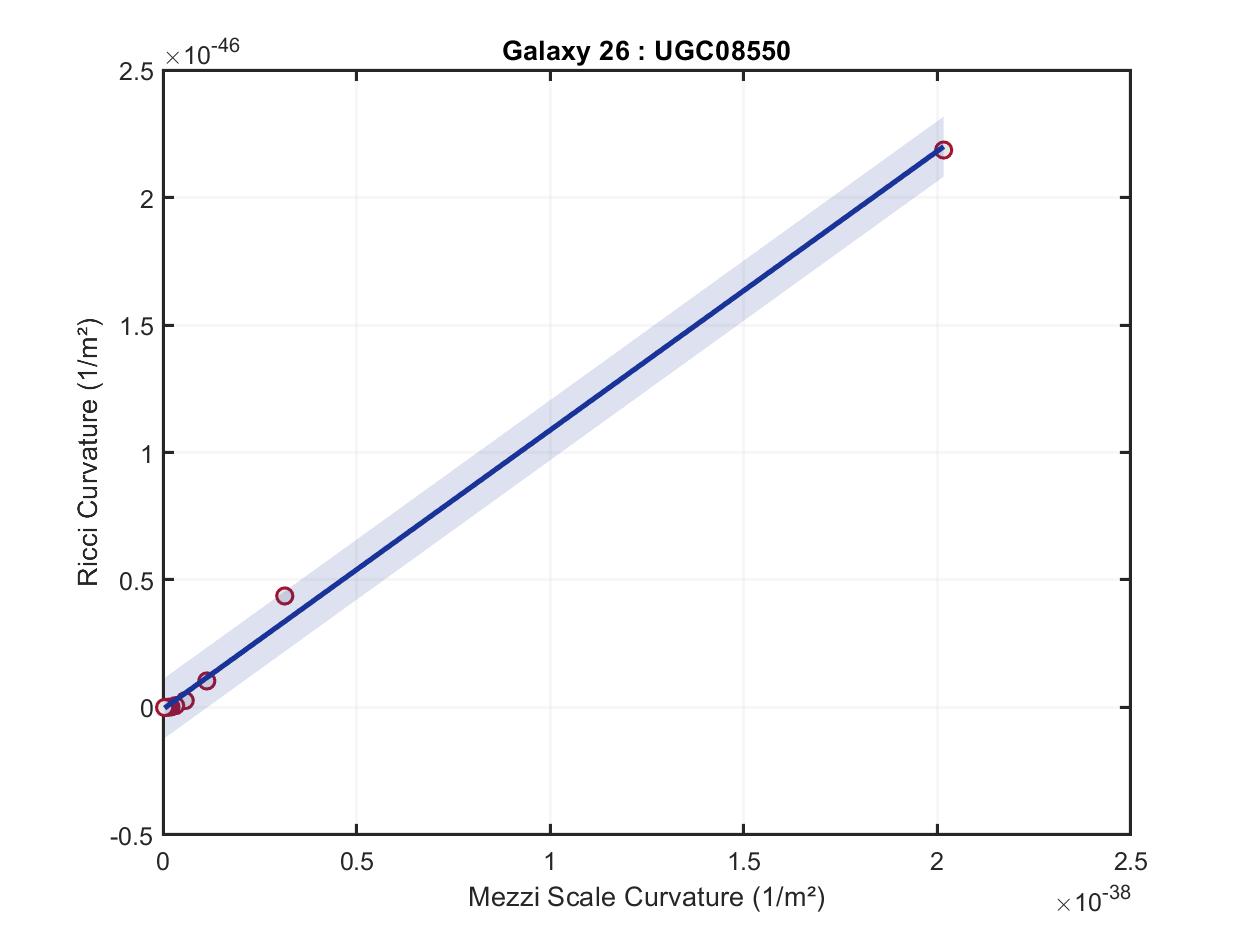 Galaxy 26 : UGC08550
×10⁻⁴⁶
2.5
2
1.5
1
0.5
0
-0.5
Ricci Curvature (1/m²)
0 0.5 1 1.5 2 2.5
Mezzi Scale Curvature (1/m²)
×10⁻³⁸